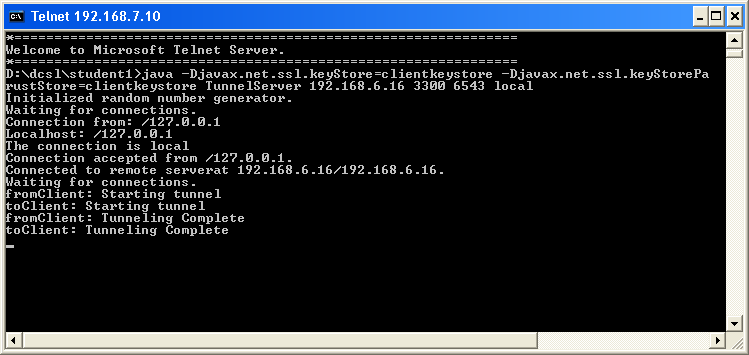 Telnet 192.168.7.10
*===============================================================
Welcome to Microsoft Telnet Server.
*===============================================================
D:\dcsl\student1>java -Djavax.net.ssl.keyStore=clientkeystore -Djavax.net.ssl.keyStorePa
rustStore=clientkeystore TunnelServer 192.168.6.16 3300 6543 local
Initialized random number generator.
Waiting for connections.
Connection from: /127.0.0.1
Localhost: /127.0.0.1
The connection is local
Connection accepted from /127.0.0.1.
Connected to remote serverat 192.168.6.16/192.168.6.16.
Waiting for connections.
fromClient: Starting tunnel
toClient: Starting tunnel
fromClient: Tunneling Complete
toClient: Tunneling Complete